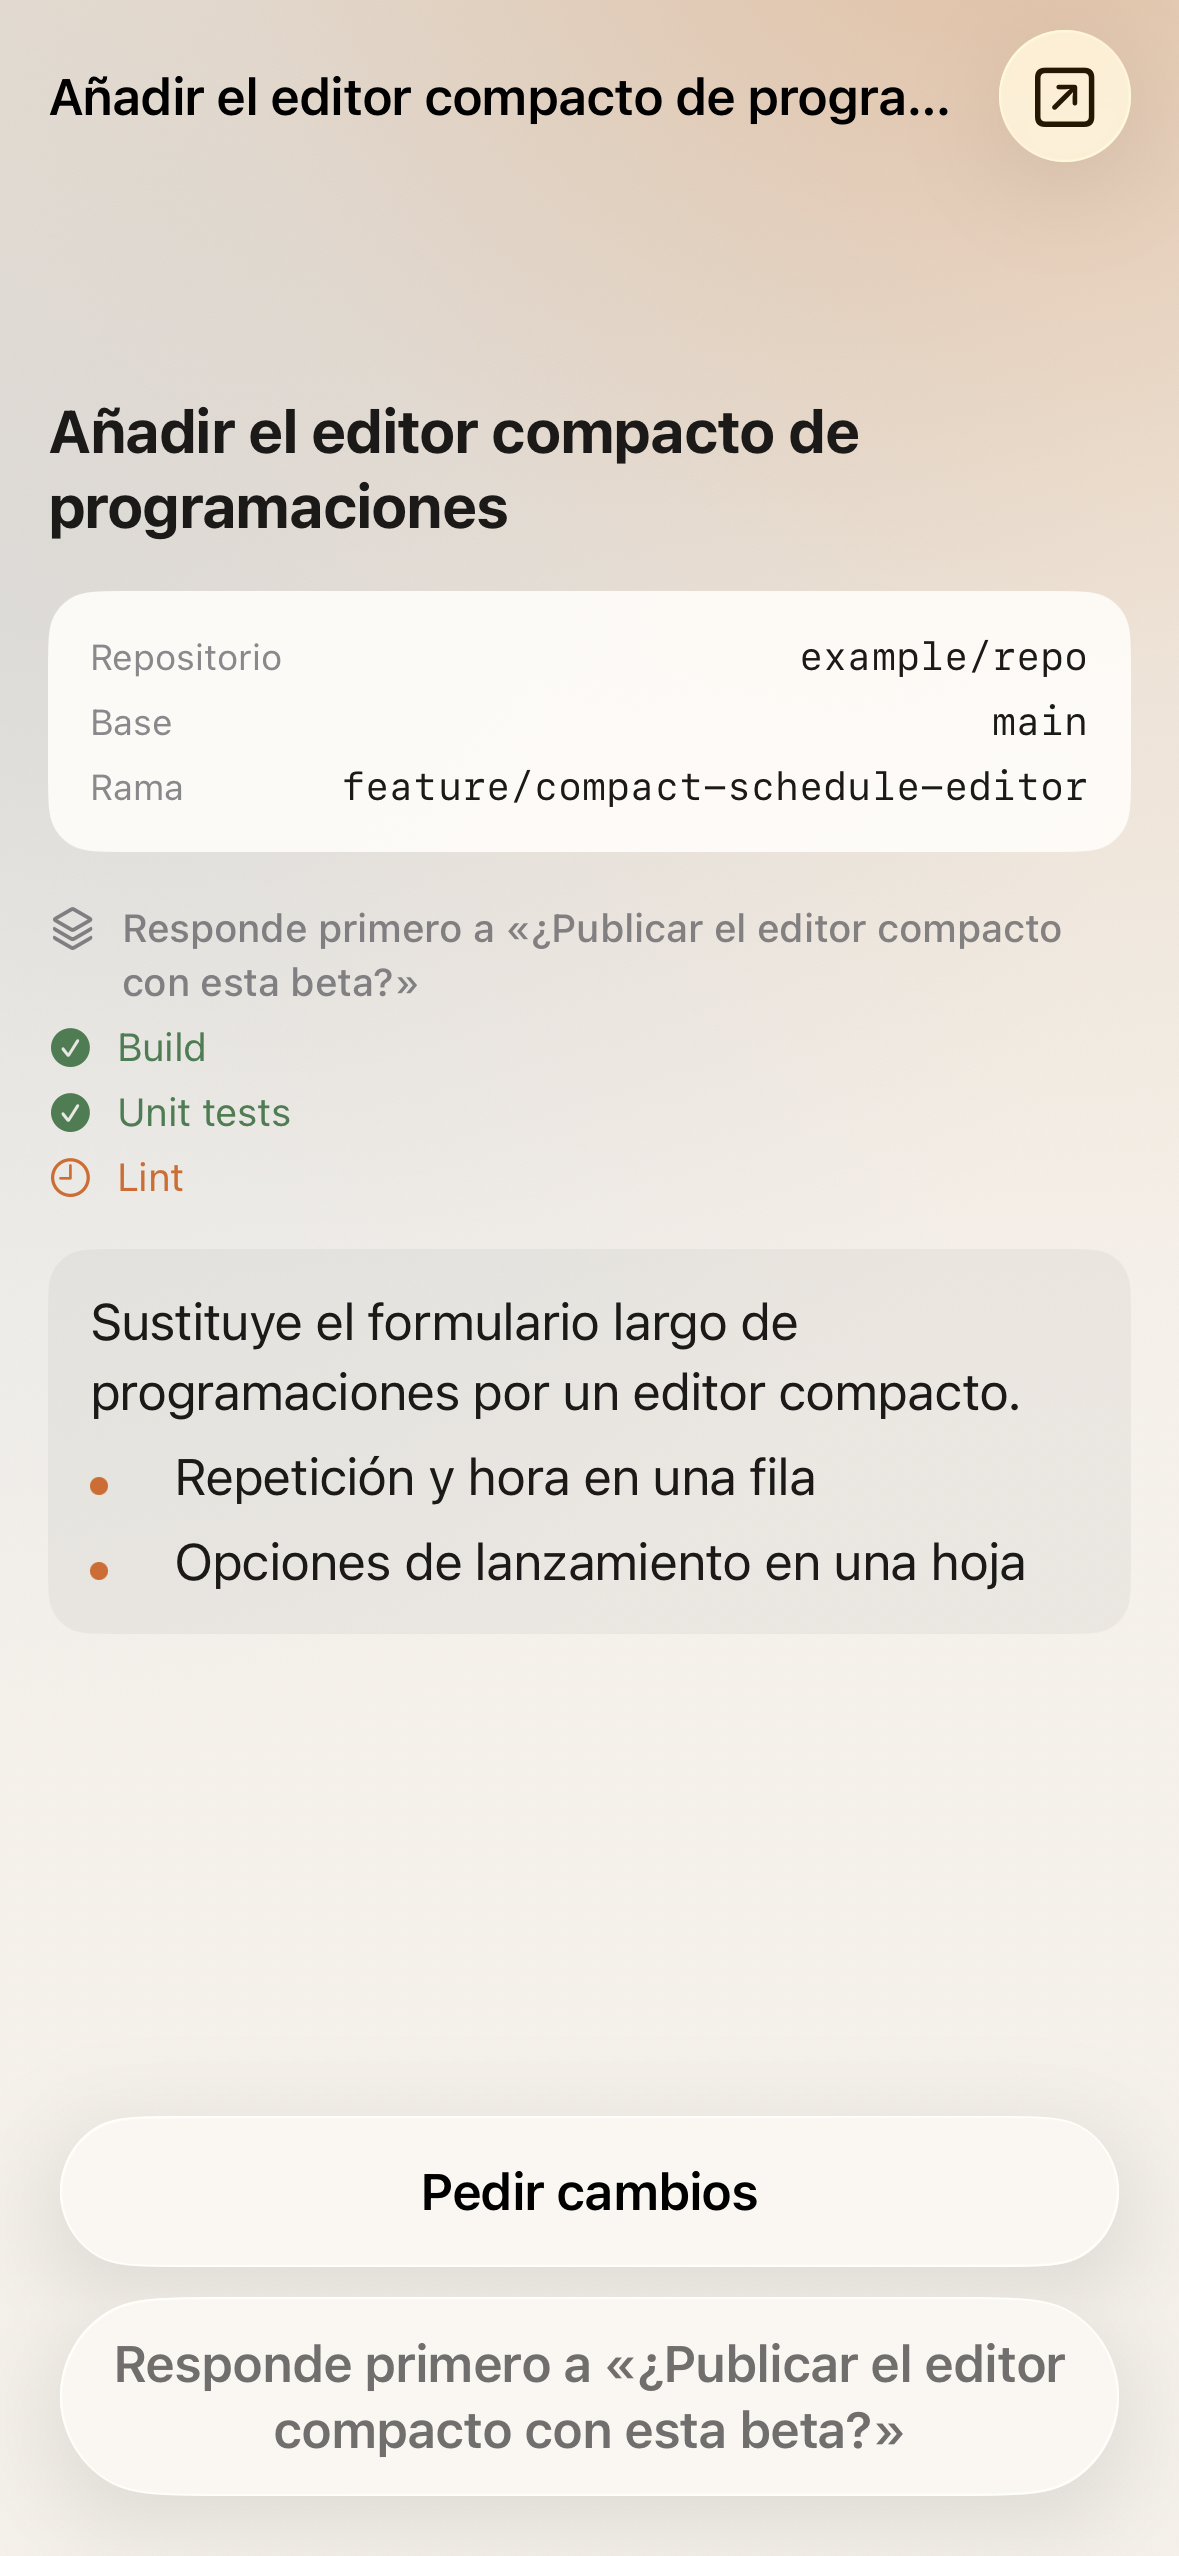 Añadir el editor compacto de progra...
Añadir el editor compacto de
programaciones
Repositorio example/repo
Base main
Rama feature/compact-schedule-editor
Responde primero a «¿Publicar el editor compacto
con esta beta?»
Build
Unit tests
Lint
Sustituye el formulario largo de
programaciones por un editor compacto.
• Repetición y hora en una fila
• Opciones de lanzamiento en una hoja
Pedir cambios
Responde primero a «¿Publicar el editor
compacto con esta beta?»